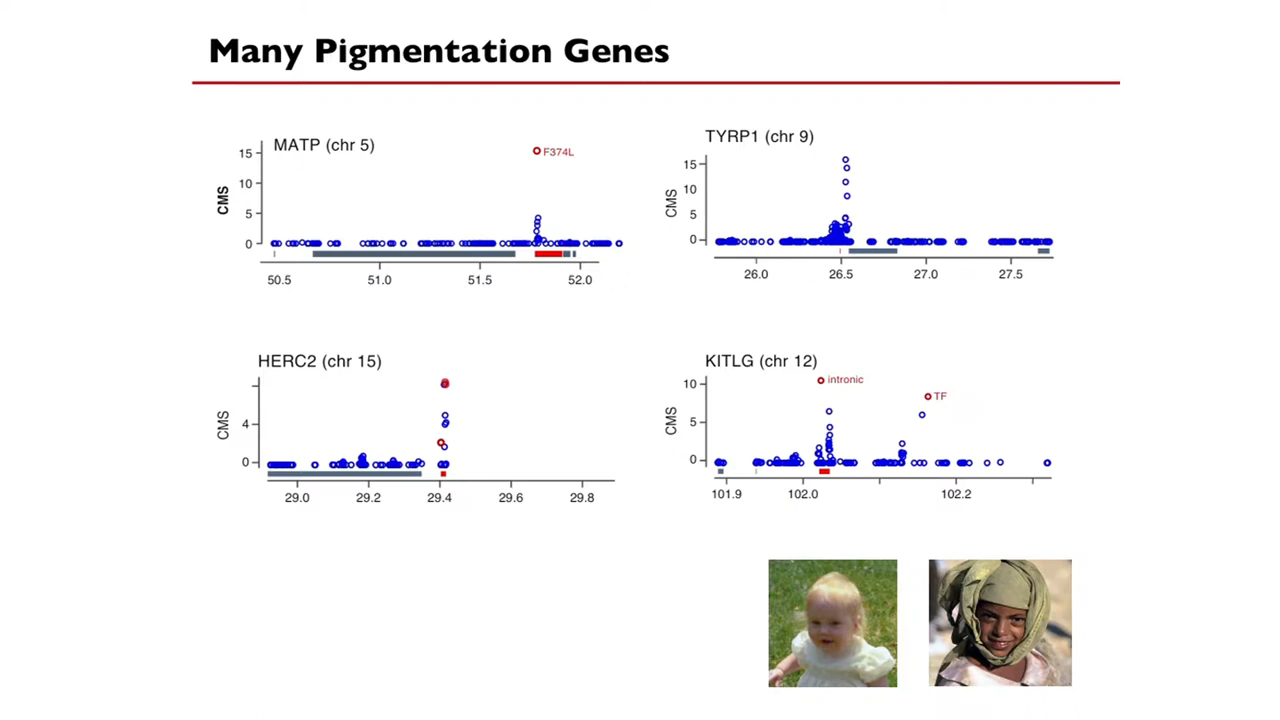 Many Pigmentation Genes
MATP (chr 5)
15
10
5
0
CMS
F374L
50.5 51.0 51.5 52.0
TYRP1 (chr 9)
15
10
5
0
CMS
26.0 26.5 27.0 27.5
HERC2 (chr 15)
4
0
CMS
29.0 29.2 29.4 29.6 29.8
KITLG (chr 12)
10
5
0
CMS
intronic
TF
101.9 102.0 102.2